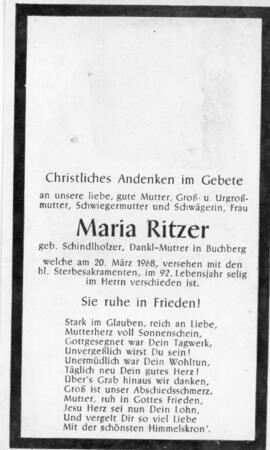 Christliches Andenken im Gebete
an unsere liebe, gute Mutter, Groß- u. Urgroß-
mutter, Schwiegermutter und Schwägerin, Frau
Maria Ritzer
geb. Schindlholzer, Dankl-Mutter in Buchberg
welche am 20. März 1968, versehen mit den
hl. Sterbesakramenten, im 92. Lebensjahr selig
im Herrn verschieden ist.
Sie ruhe in Frieden!
Stark im Glauben, reich an Liebe,
Mutterherz voll Sonnenschein,
Gottgesegnet war Dein Tagwerk,
Unvergeßlich wirst Du sein!
Unermüdlich war Dein Wohltun,
Täglich neu Dein gutes Herz!
Über's Grab hinaus wir danken,
Groß ist unser Abschiedsschmerz.
Mutter, ruh in Gottes Frieden,
Jesu Herz sei nun Dein Lohn,
Und vergelt Dir so viel Liebe
Mit der schönsten Himmelskron'.